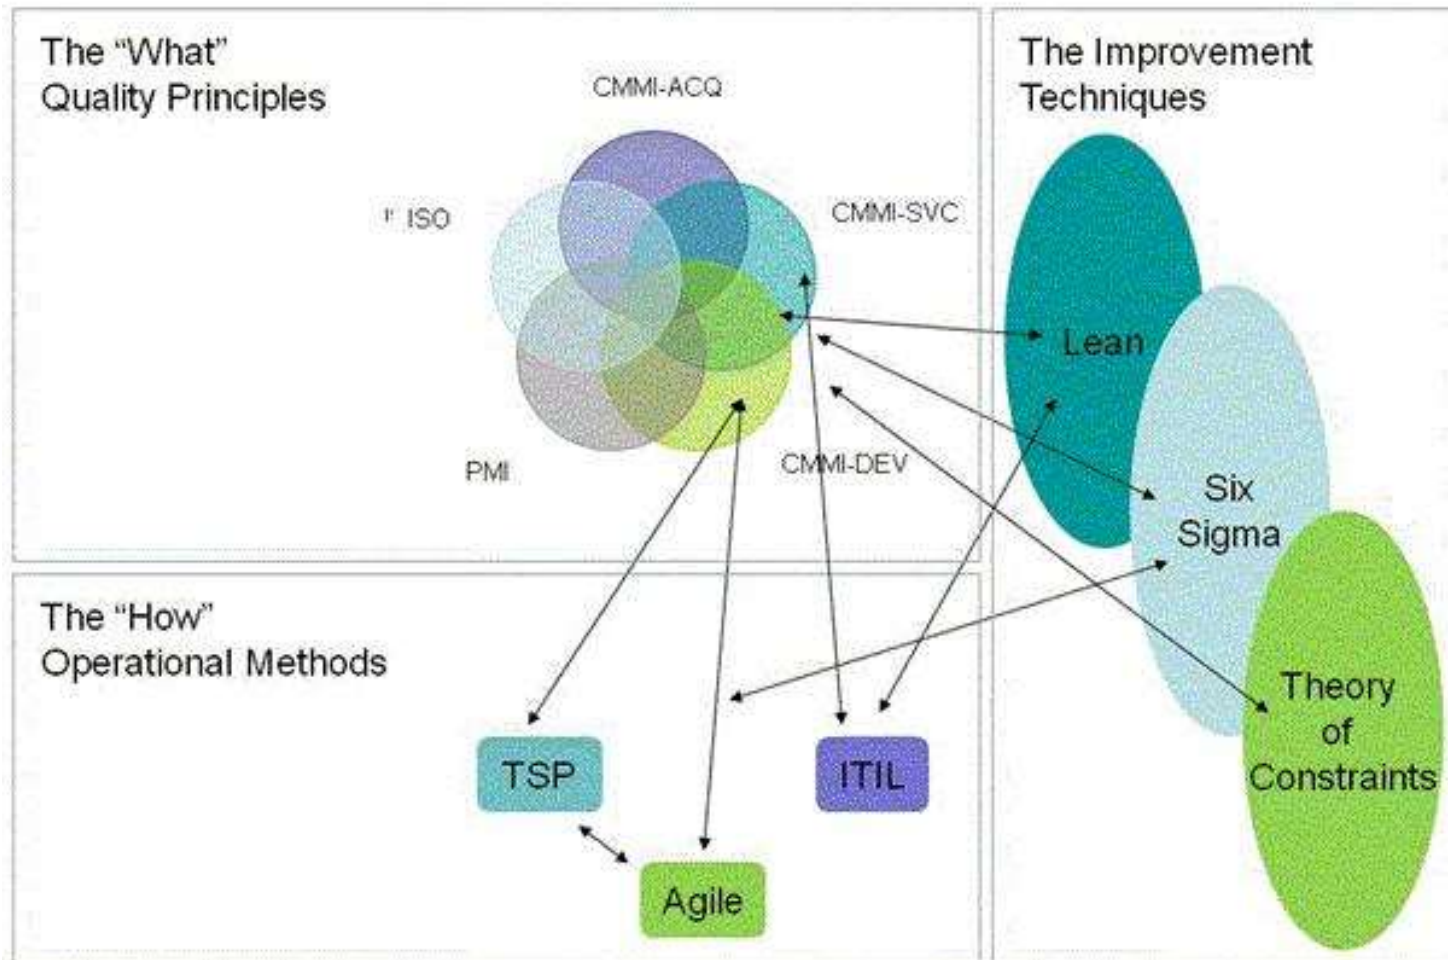 The “What”
Quality Principles
CMMI-ACQ
ISO
CMMI-SVC
PMI
CMMI-DEV
The Improvement
Techniques
Lean
Six
Sigma
Theory
of
Constraints
The “How”
Operational Methods
TSP
ITIL
Agile